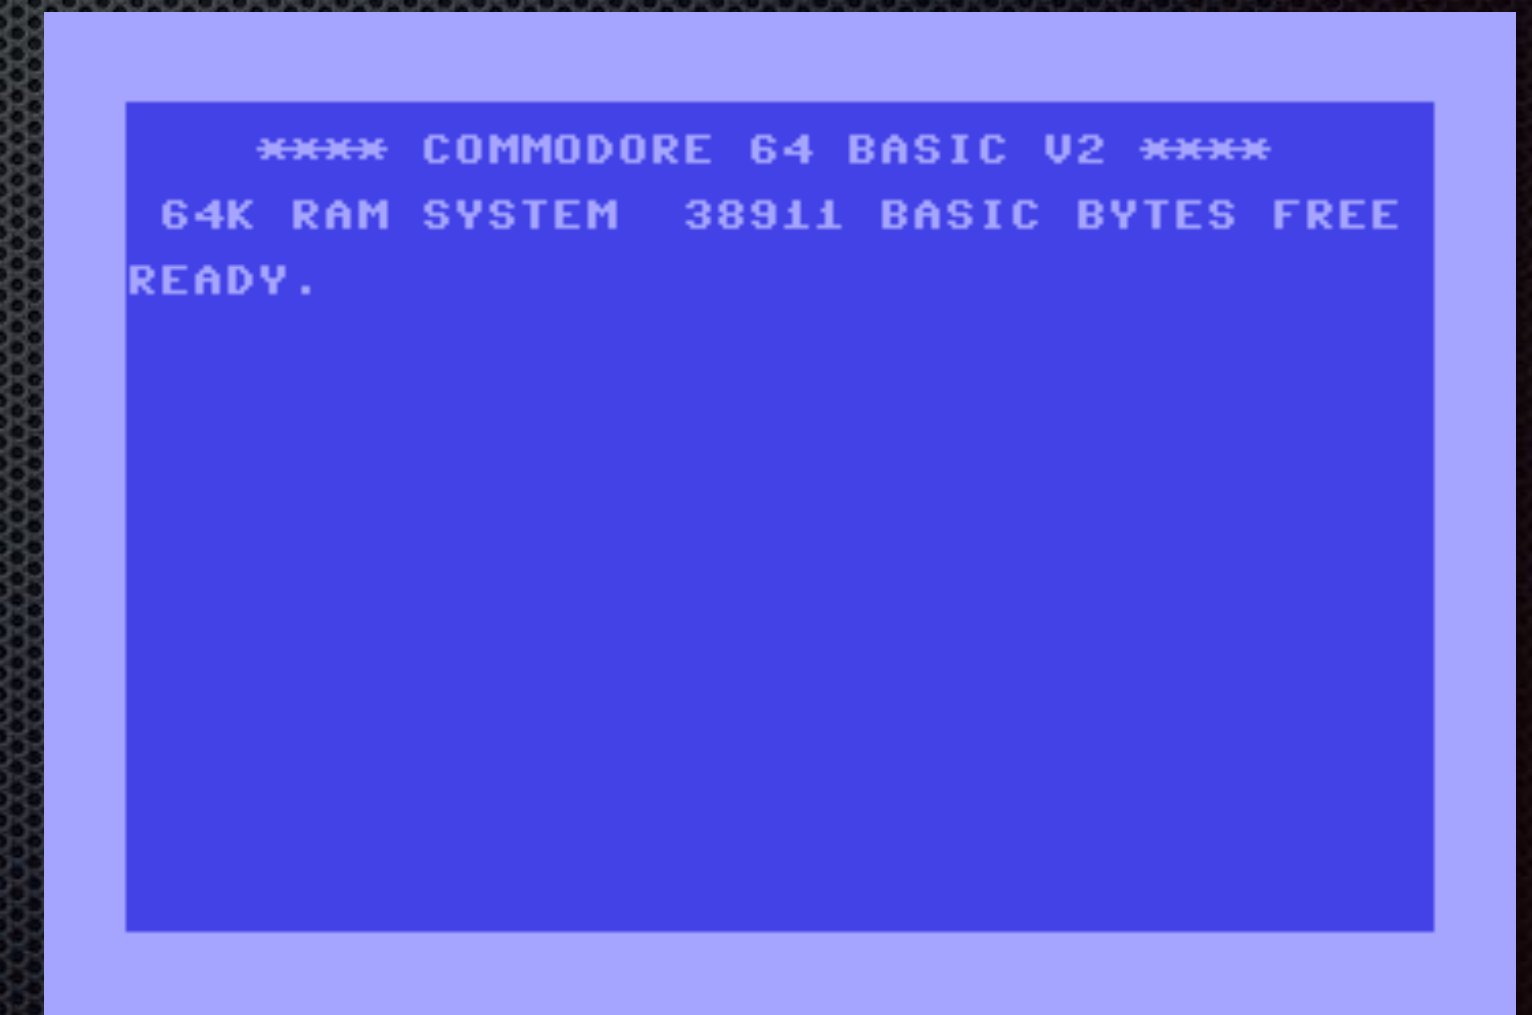 **** COMMODORE 64 BASIC V2 ****
64K RAM SYSTEM  38911 BASIC BYTES FREE
READY.